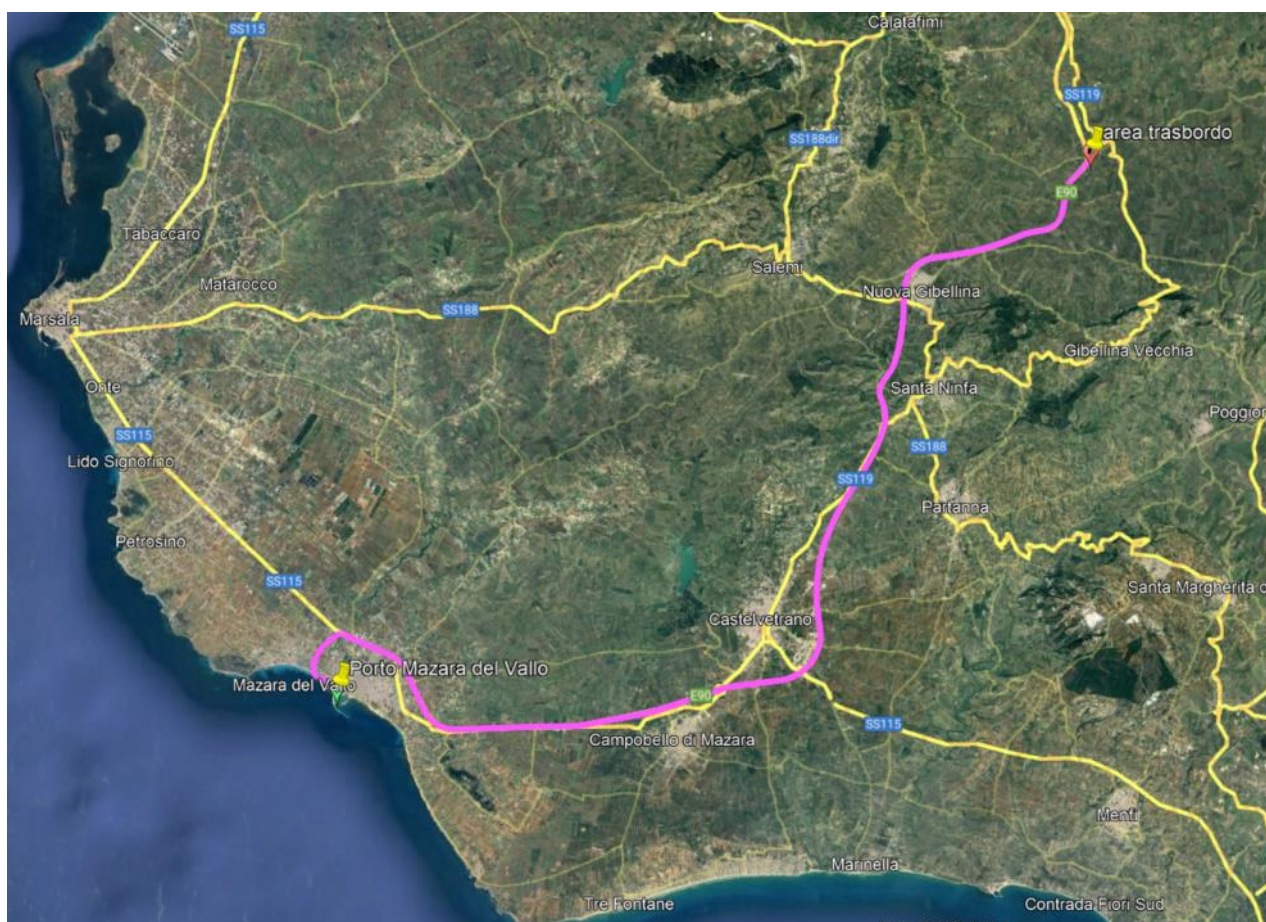 SS115
Calatafimi
SS119
area trasbordo
SS188dir
E90
Tabaccaro
Salemi
Matarocco
Nuova Gibellina
SS188
Marsala
Gibellina Vecchia
Onte
Santa Ninfa
Poggior
SS115
SS188
Lido Signorino
SS119
Partanna
Petrosino
SS115
Santa Margherita
Castelvetrano
Porto Mazara del Vallo
Mazara del Vallo
E90
SS115
Campobello di Mazara
Menfi
Marinella
Tre Fontane
Contrada Fiori Sud